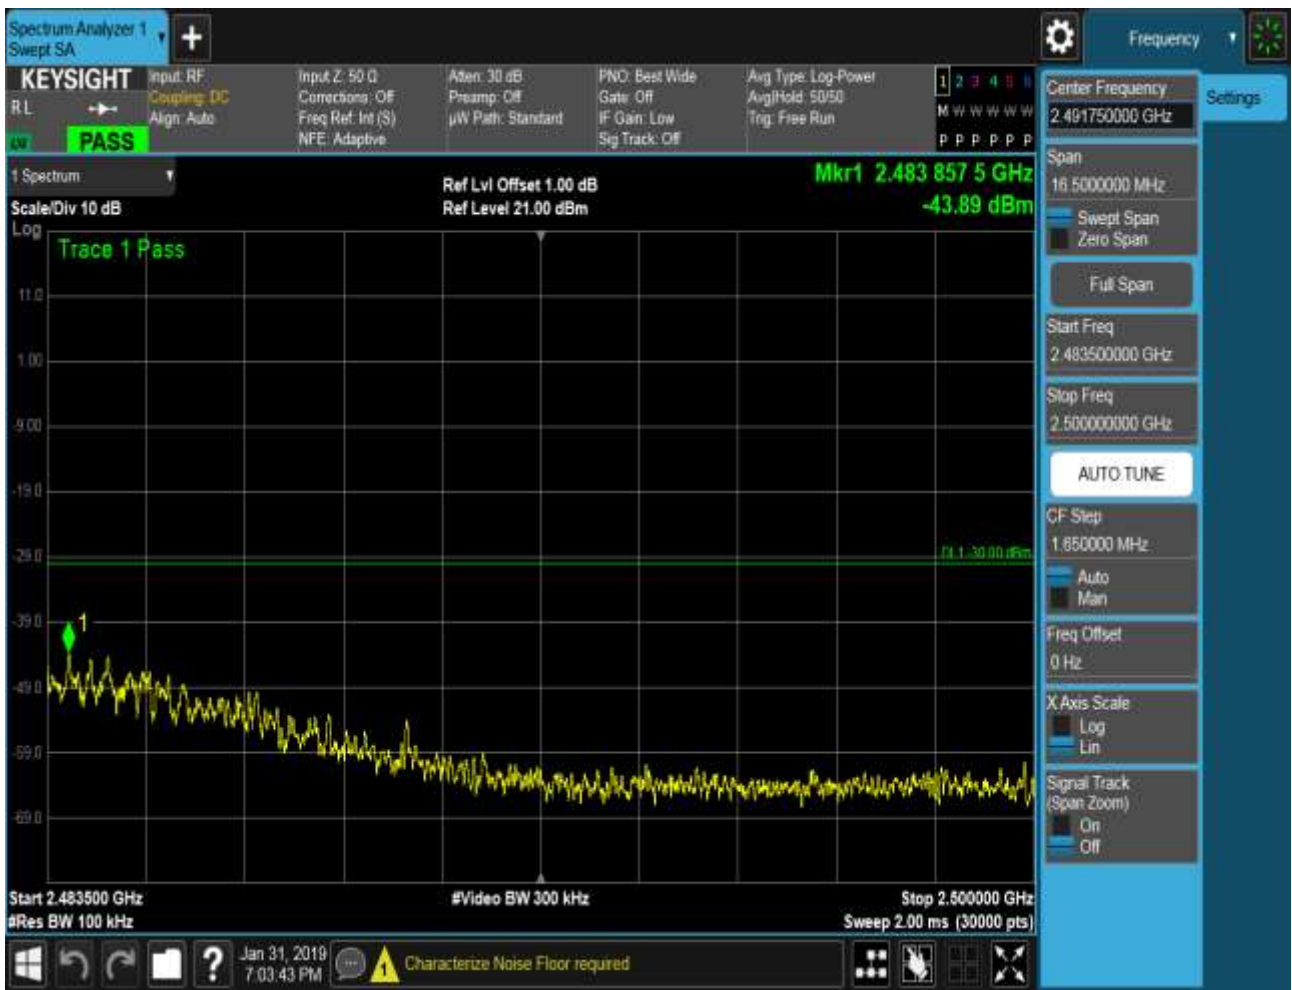 Spectrum Analyzer 1
Swept SA
+
Frequency
KEYSIGHT
R L
PASS
Input: RF
Coupling: DC
Align: Auto
Input Z: 50 Ω
Corrections: Off
Freq Ref: Int (S)
NFE: Adaptive
Atten: 30 dB
Preamp: Off
µW Path: Standard
PNO: Best Wide
Gate: Off
IF Gain: Low
Sig Track: Off
Avg Type: Log-Power
Avg|Hold: 50/50
Trig: Free Run
1 2 3 4 5 6
M W W W W W
P P P P P P
1 Spectrum
Scale/Div 10 dB
Ref Lvl Offset 1.00 dB
Ref Level 21.00 dBm
Mkr1 2.483 857 5 GHz
-43.89 dBm
Log
Trace 1 Pass
11.0
1.00
-9.00
-19.0
-29.0
DL1 -30.00 dBm
-39.0
1
-49.0
-59.0
-69.0
Start 2.483500 GHz
#Video BW 300 kHz
Stop 2.500000 GHz
#Res BW 100 kHz
Sweep 2.00 ms (30000 pts)
?
Jan 31, 2019
7:03:43 PM
1
Characterize Noise Floor required
Center Frequency
2.491750000 GHz
Settings
Span
16.5000000 MHz
Swept Span
Zero Span
Full Span
Start Freq
2.483500000 GHz
Stop Freq
2.500000000 GHz
AUTO TUNE
CF Step
1.650000 MHz
Auto
Man
Freq Offset
0 Hz
X Axis Scale
Log
Lin
Signal Track
(Span Zoom)
On
Off